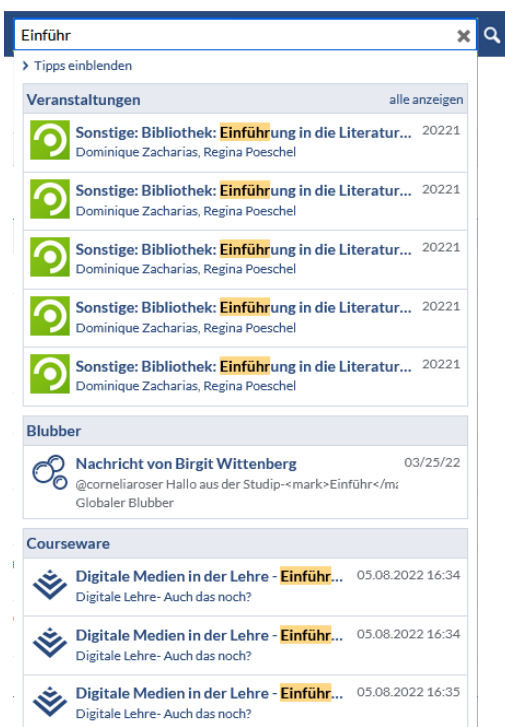 Einführ
Tipps einblenden
Veranstaltungen alle anzeigen
Sonstige: Bibliothek: Einführung in die Literatur... 20221
Dominique Zacharias, Regina Poeschel
Sonstige: Bibliothek: Einführung in die Literatur... 20221
Dominique Zacharias, Regina Poeschel
Sonstige: Bibliothek: Einführung in die Literatur... 20221
Dominique Zacharias, Regina Poeschel
Sonstige: Bibliothek: Einführung in die Literatur... 20221
Dominique Zacharias, Regina Poeschel
Sonstige: Bibliothek: Einführung in die Literatur... 20221
Dominique Zacharias, Regina Poeschel
Blubber
Nachricht von Birgit Wittenberg 03/25/22
@corneliaroser Hallo aus der Studip-<mark>Einführ</ma
Globaler Blubber
Courseware
Digitale Medien in der Lehre - Einführ... 05.08.2022 16:34
Digitale Lehre- Auch das noch?
Digitale Medien in der Lehre - Einführ... 05.08.2022 16:34
Digitale Lehre- Auch das noch?
Digitale Medien in der Lehre - Einführ... 05.08.2022 16:35
Digitale Lehre- Auch das noch?